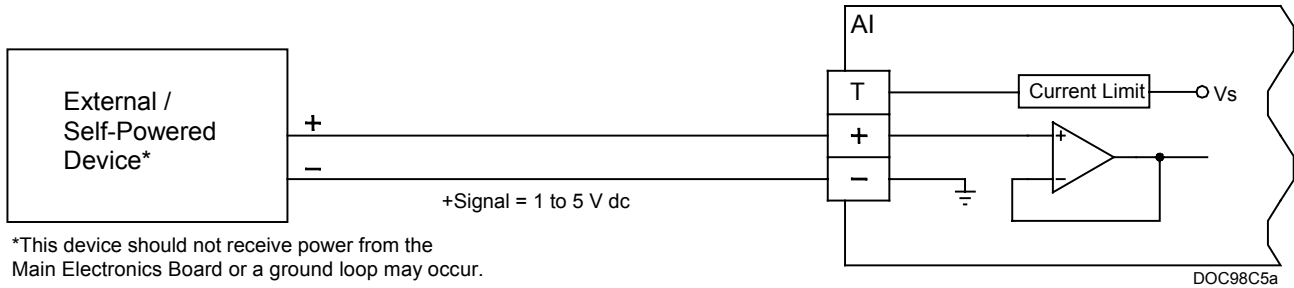 AI
External /
Self-Powered
Device*
+
−
T
+
−
Current Limit
Vs
+
−
+Signal = 1 to 5 V dc
*This device should not receive power from the
Main Electronics Board or a ground loop may occur.
DOC98C5a